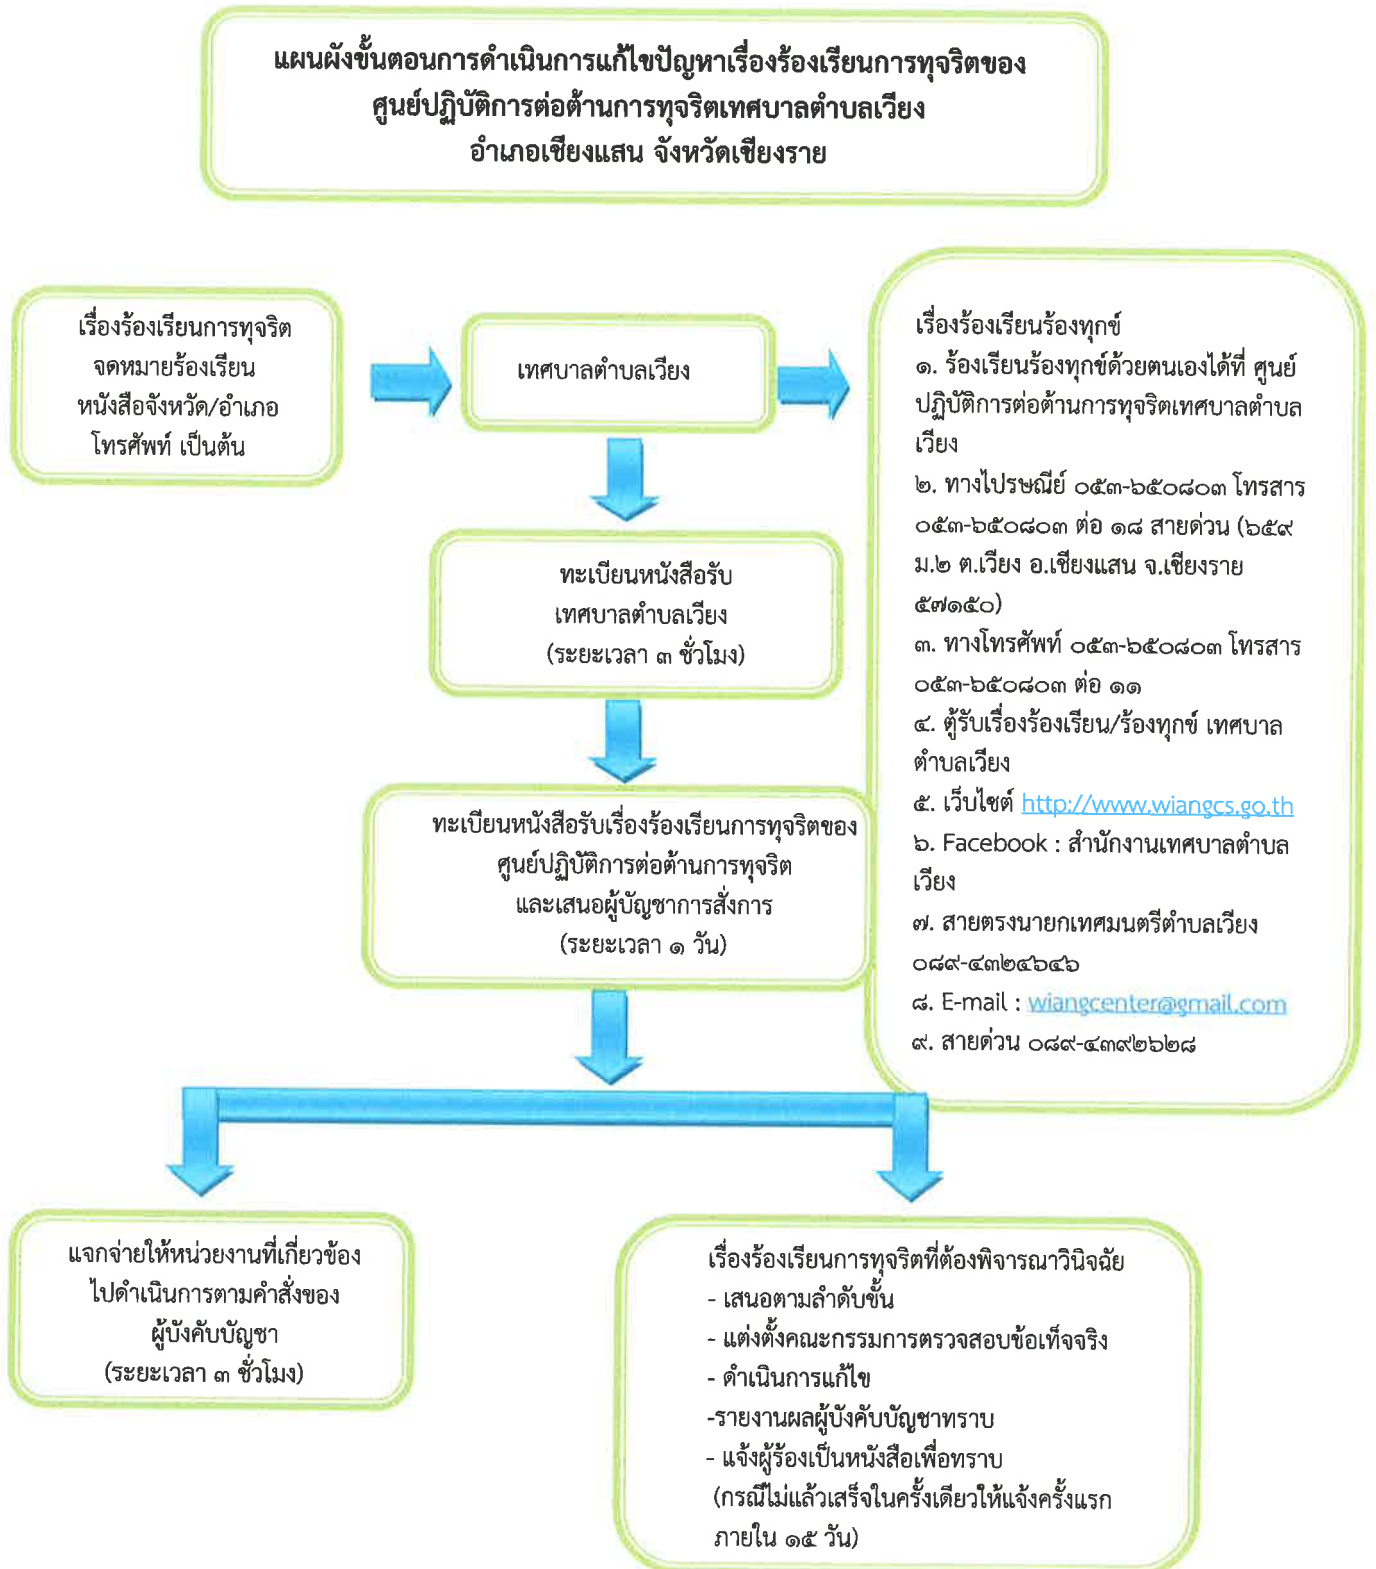 แผนผังขั้นตอนการดำเนินการแก้ไขปัญหาเรื่องร้องเรียนการทุจริตของ
ศูนย์ปฏิบัติการต่อต้านการทุจริตเทศบาลตำบลเวียง
อำเภอเชียงแสน จังหวัดเชียงราย
เรื่องร้องเรียนการทุจริต
จดหมายร้องเรียน
หนังสือจังหวัด/อำเภอ
โทรศัพท์ เป็นต้น
เทศบาลตำบลเวียง
ทะเบียนหนังสือรับ
เทศบาลตำบลเวียง
(ระยะเวลา ๓ ชั่วโมง)
ทะเบียนหนังสือรับเรื่องร้องเรียนการทุจริตของ
ศูนย์ปฏิบัติการต่อต้านการทุจริต
และเสนอผู้บัญชาการสั่งการ
(ระยะเวลา ๑ วัน)
เรื่องร้องเรียนร้องทุกข์
๑. ร้องเรียนร้องทุกข์ด้วยตนเองได้ที่ ศูนย์
ปฏิบัติการต่อต้านการทุจริตเทศบาลตำบล
เวียง
๒. ทางไปรษณีย์ ๐๕๓-๖๕๐๘๐๓ โทรสาร
๐๕๓-๖๕๐๘๐๓ ต่อ ๑๘ สายด่วน (๖๕๙
ม.๒ ต.เวียง อ.เชียงแสน จ.เชียงราย
๕๗๑๕๐)
๓. ทางโทรศัพท์ ๐๕๓-๖๕๐๘๐๓ โทรสาร
๐๕๓-๖๕๐๘๐๓ ต่อ ๑๑
๔. ตู้รับเรื่องร้องเรียน/ร้องทุกข์ เทศบาล
ตำบลเวียง
๕. เว็บไซต์ http://www.wiangcs.go.th
๖. Facebook : สำนักงานเทศบาลตำบล
เวียง
๗. สายตรงนายกเทศมนตรีตำบลเวียง
๐๘๙-๔๓๒๔๖๔๖
๘. E-mail : wiangcenter@gmail.com
๙. สายด่วน ๐๘๙-๔๓๙๒๖๒๘
แจกจ่ายให้หน่วยงานที่เกี่ยวข้อง
ไปดำเนินการตามคำสั่งของ
ผู้บังคับบัญชา
(ระยะเวลา ๓ ชั่วโมง)
เรื่องร้องเรียนการทุจริตที่ต้องพิจารณาวินิจฉัย
- เสนอตามลำดับขั้น
- แต่งตั้งคณะกรรมการตรวจสอบข้อเท็จจริง
- ดำเนินการแก้ไข
-รายงานผลผู้บังคับบัญชาทราบ
- แจ้งผู้ร้องเป็นหนังสือเพื่อทราบ
(กรณีไม่แล้วเสร็จในครั้งเดียวให้แจ้งครั้งแรก
ภายใน ๑๕ วัน)